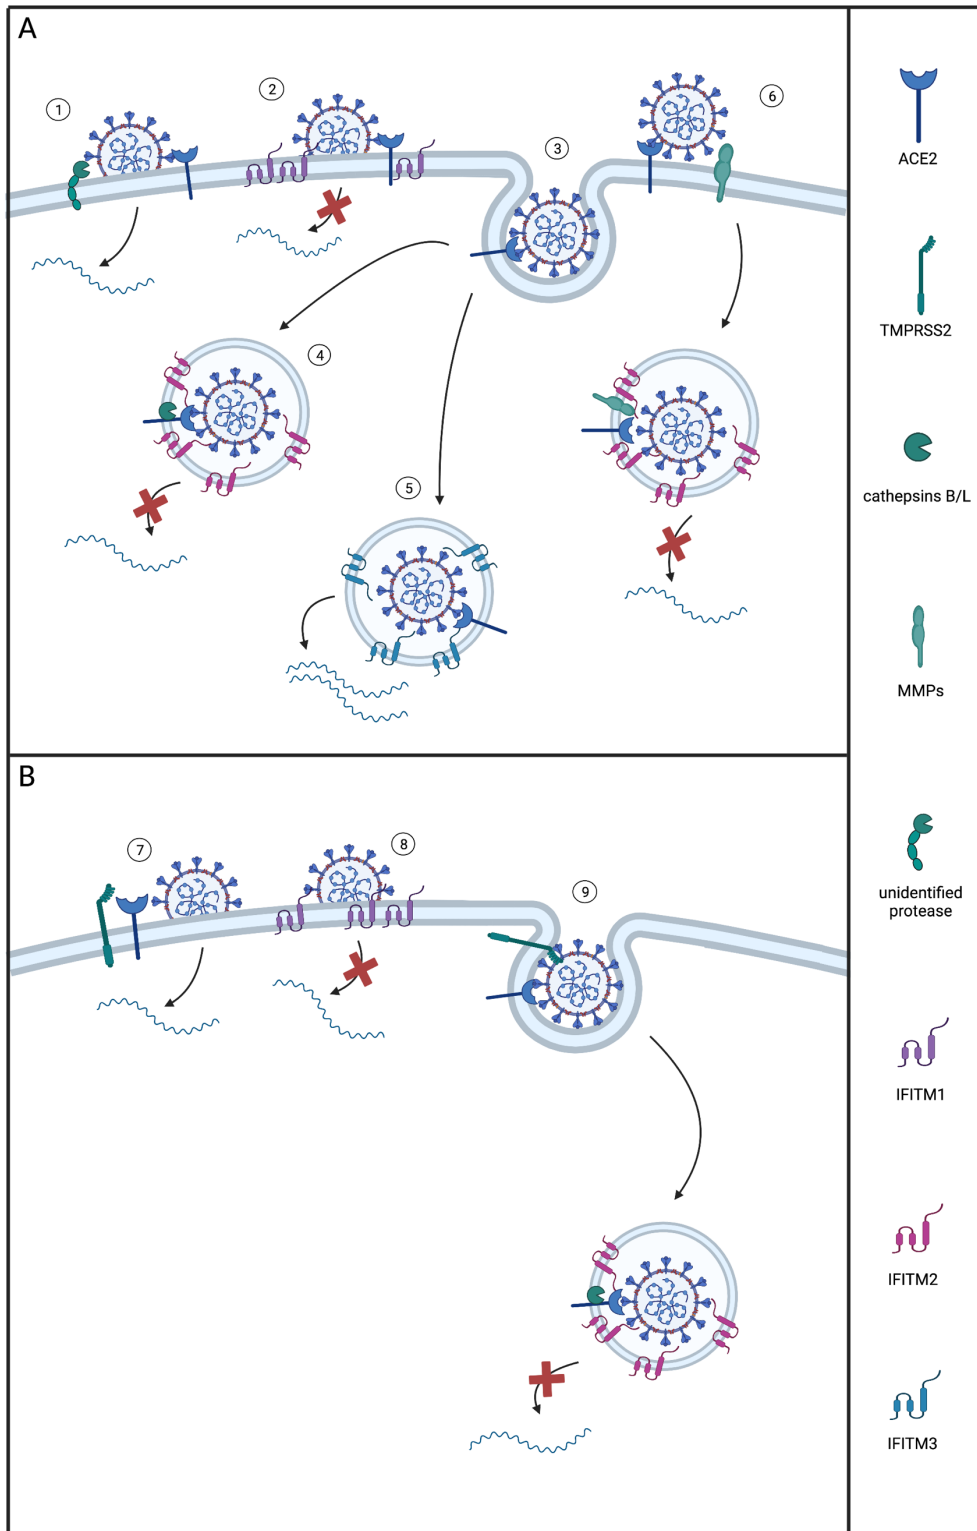 A
1
2
3
6
4
5
B
7
8
9
ACE2
TMPRSS2
cathepsins B/L
MMPs
unidentified
protease
IFITM1
IFITM2
IFITM3